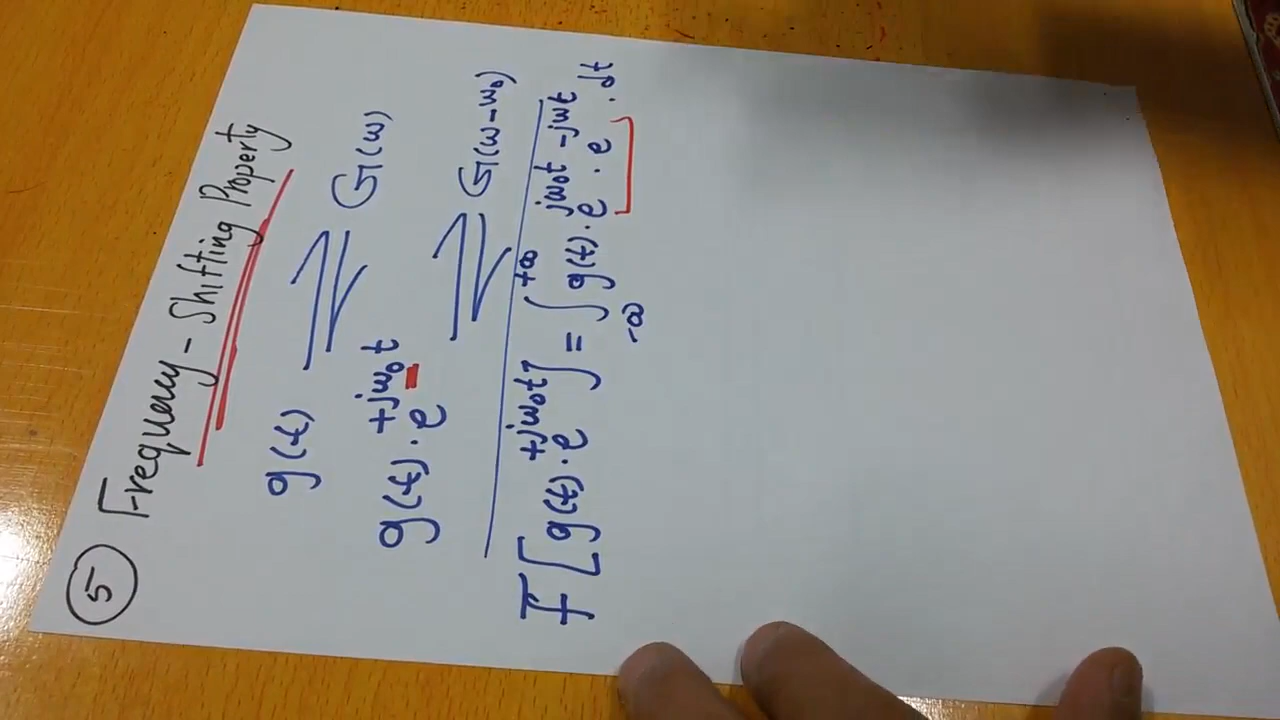 ⑤ Frequency - Shifting Property
g(t) ⇌ G(ω)
g(t) · e^{+jω₀t} ⇌ G(ω-ω₀)
F[g(t) · e^{+jω₀t}] = ∫_{-∞}^{+∞} g(t) · e^{jω₀t} · e^{-jωt} · dt